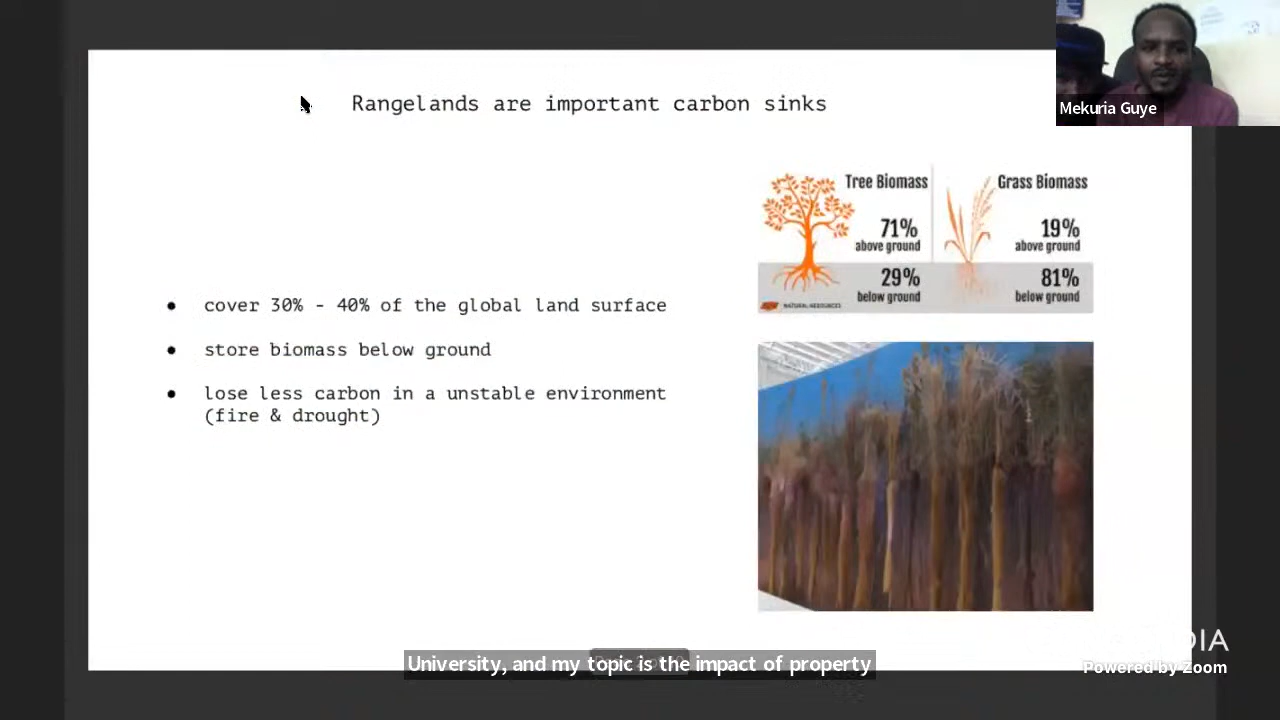 Rangelands are important carbon sinks
Mekuria Guye
Tree Biomass
71%
above ground
29%
below ground
NATURAL RESOURCES
Grass Biomass
19%
above ground
81%
below ground
● cover 30% - 40% of the global land surface
● store biomass below ground
● lose less carbon in a unstable environment
(fire & drought)
University, and my topic is the impact of property
Powered by Zoom